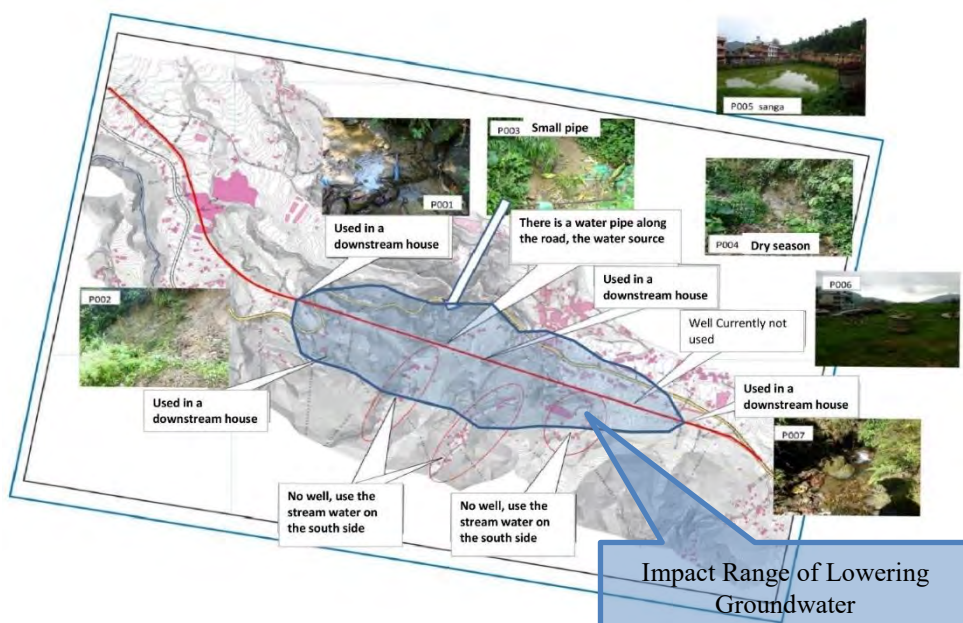 P005 sanga
P003 Small pipe
P001
P004 Dry season
Used in a
downstream house
There is a water pipe along
the road, the water source
P002
Used in a
downstream house
P006
Well Currently not
used
Used in a
downstream house
Used in a
downstream house
P007
No well, use the
stream water on
the south side
No well, use the
stream water on
the south side
Impact Range of Lowering
Groundwater